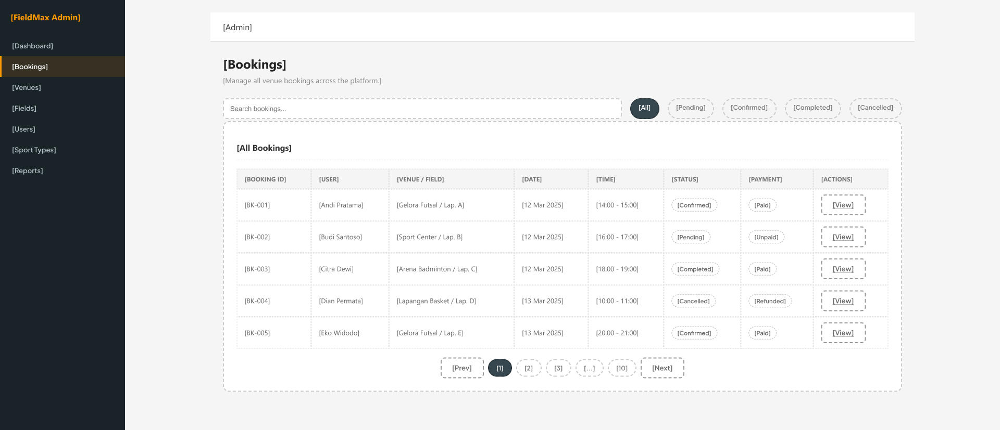 [FieldMax Admin]
[Dashboard]
[Bookings]
[Venues]
[Fields]
[Users]
[Sport Types]
[Reports]
[Admin]
[Bookings]
[Manage all venue bookings across the platform.]
Search bookings... [All] [Pending] [Confirmed] [Completed] [Cancelled]
[All Bookings]
[BOOKING ID] [USER] [VENUE / FIELD] [DATE] [TIME] [STATUS] [PAYMENT] [ACTIONS]
[BK-001] [Andi Pratama] [Gelora Futsal / Lap. A] [12 Mar 2025] [14:00 - 15:00] [Confirmed] [Paid] [View]
[BK-002] [Budi Santoso] [Sport Center / Lap. B] [12 Mar 2025] [16:00 - 17:00] [Pending] [Unpaid] [View]
[BK-003] [Citra Dewi] [Arena Badminton / Lap. C] [12 Mar 2025] [18:00 - 19:00] [Completed] [Paid] [View]
[BK-004] [Dian Permata] [Lapangan Basket / Lap. D] [13 Mar 2025] [10:00 - 11:00] [Cancelled] [Refunded] [View]
[BK-005] [Eko Widodo] [Gelora Futsal / Lap. E] [13 Mar 2025] [20:00 - 21:00] [Confirmed] [Paid] [View]
[Prev] [1] [2] [3] [...] [10] [Next]